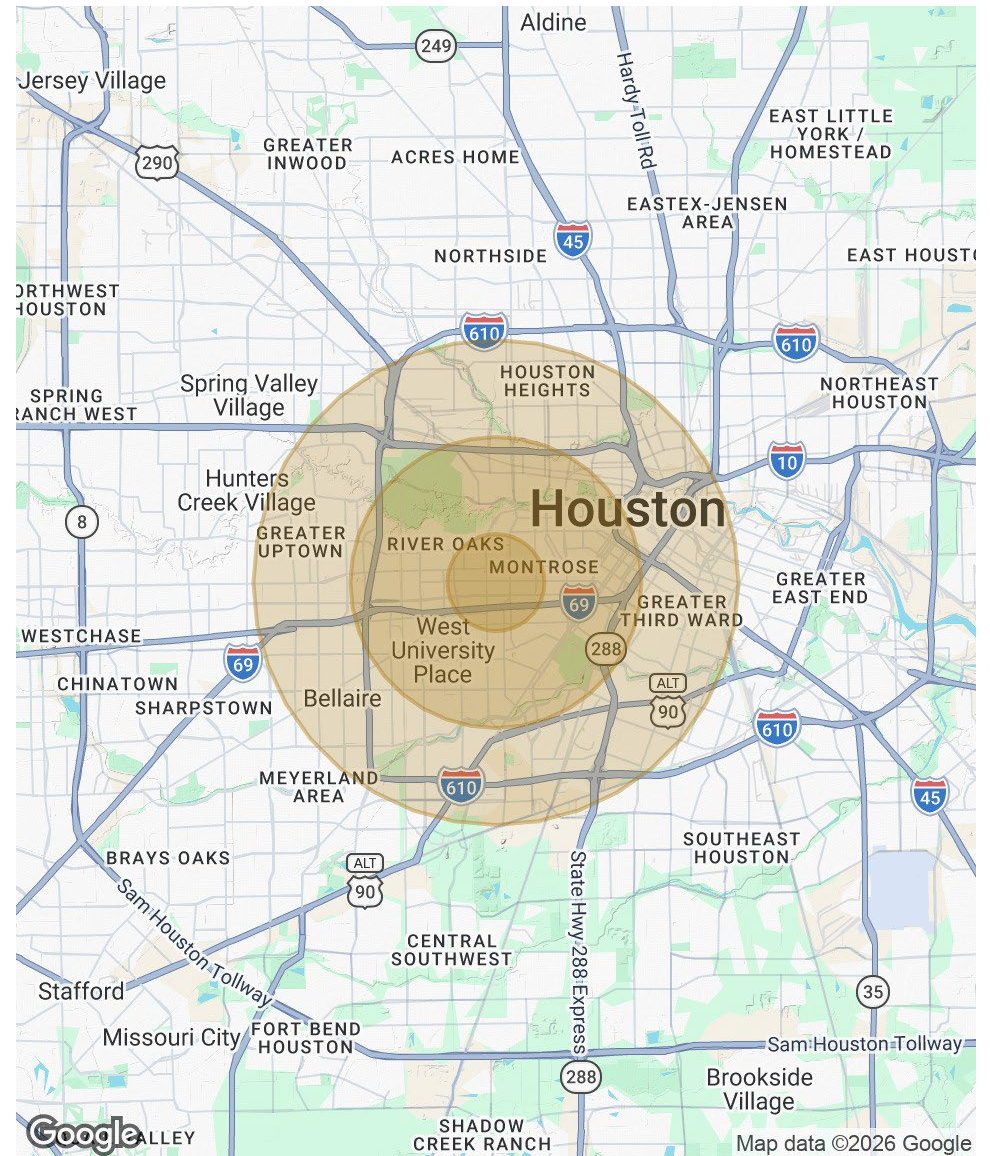 Aldine
249
Hardy Toll Rd
Jersey Village
EAST LITTLE
YORK /
HOMESTEAD
290
GREATER
INWOOD
ACRES HOME
EASTEX-JENSEN
AREA
45
NORTHSIDE
EAST HOUSTO
ORTHWEST
HOUSTON
610
610
HOUSTON
HEIGHTS
Spring Valley
Village
SPRING
RANCH WEST
NORTHEAST
HOUSTON
10
Hunters
Creek Village
Houston
8
GREATER
UPTOWN
RIVER OAKS
MONTROSE
GREATER
EAST END
69
GREATER
THIRD WARD
WESTCHASE
West
University
Place
288
69
CHINATOWN
SHARPSTOWN
Bellaire
ALT
90
610
MEYERLAND
AREA
610
45
BRAYS OAKS
ALT
90
SOUTHEAST
HOUSTON
State Hwy 288 Express
Sam Houston Tollway
CENTRAL
SOUTHWEST
Stafford
35
Missouri City
FORT BEND
HOUSTON
Sam Houston Tollway
288
Brookside
Village
SHADOW
CREEK RANCH
Google
VALLEY
Map data ©2026 Google